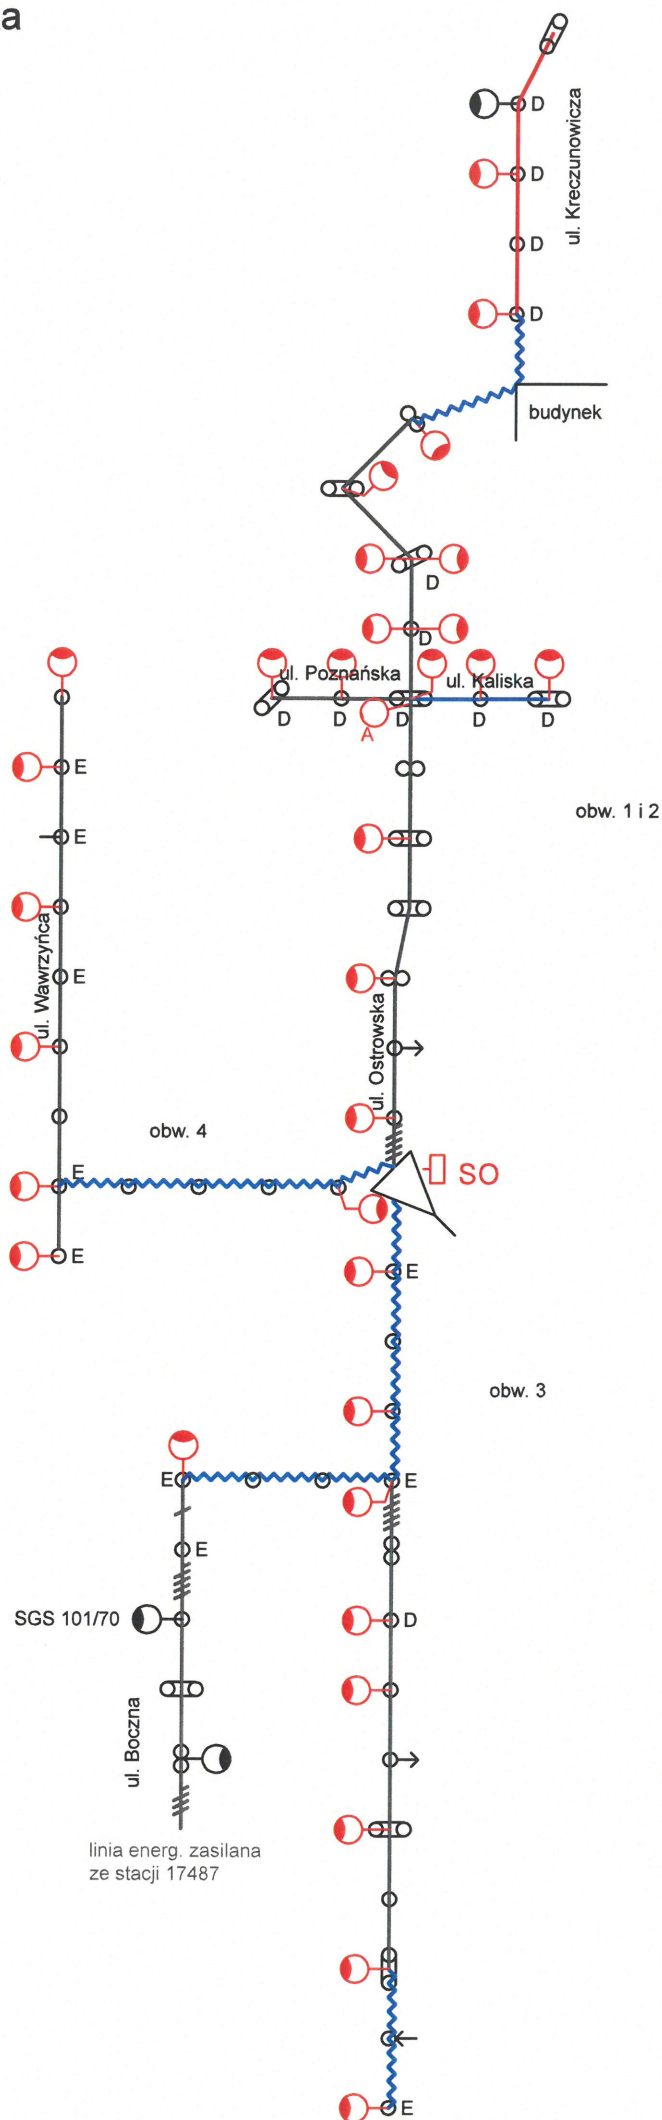 a
D
ul. Kreczunowicza
D
D
D
budynek
D
D
ul. Poznańska
ul. Kaliska
D
D
D
D
D
A
E
obw. 1 i 2
E
ul. Wawrzyńca
E
ul. Ostrowska
obw. 4
E
SO
E
E
obw. 3
E
E
E
SGS 101/70
D
ul. Boczna
linia energ. zasilana
ze stacji 17487
E